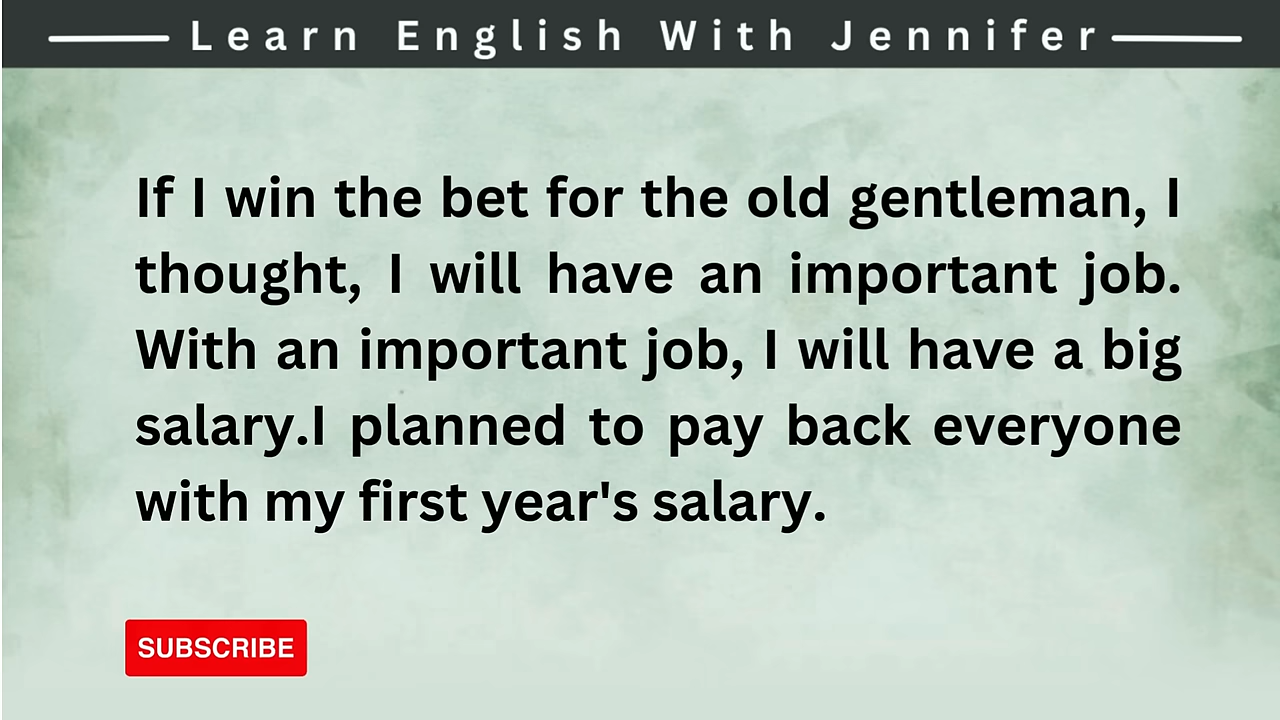 Learn English With Jennifer
If I win the bet for the old gentleman, I
thought, I will have an important job.
With an important job, I will have a big
salary.I planned to pay back everyone
with my first year's salary.
SUBSCRIBE